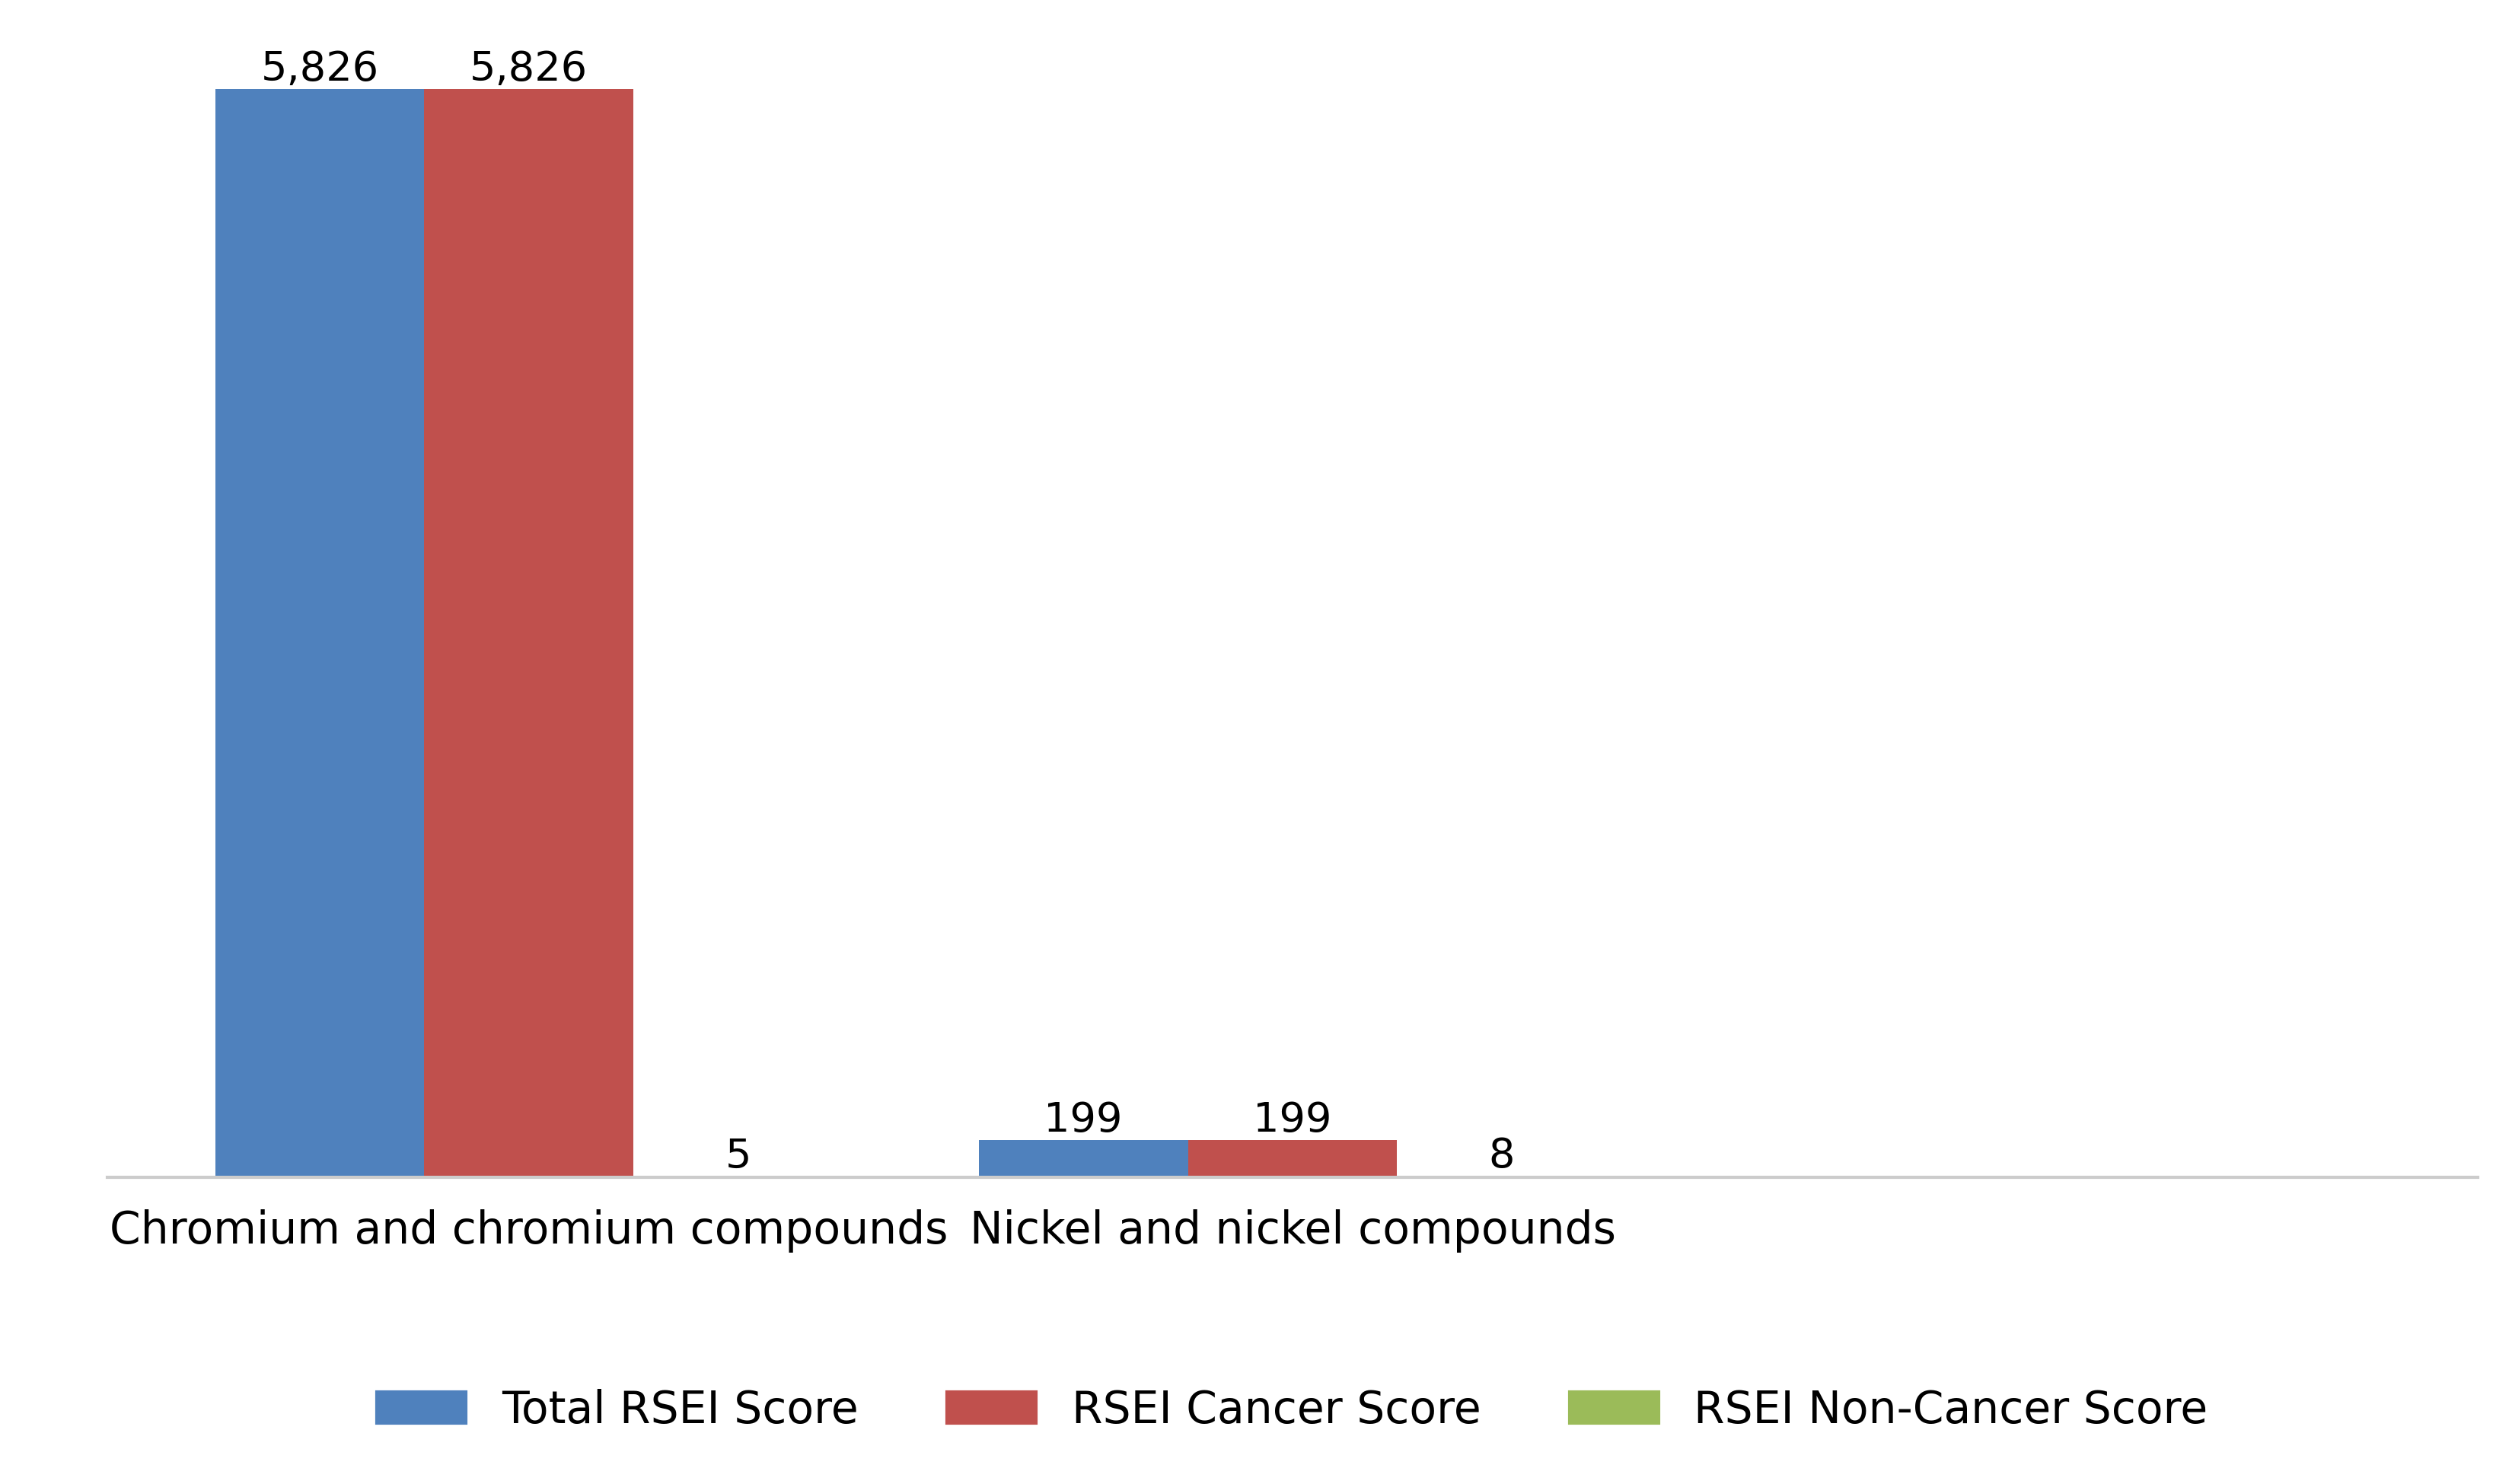 5,826 5,826
199 199
5 8
Chromium and chromium compounds Nickel and nickel compounds
Total RSEI Score RSEI Cancer Score RSEI Non-Cancer Score